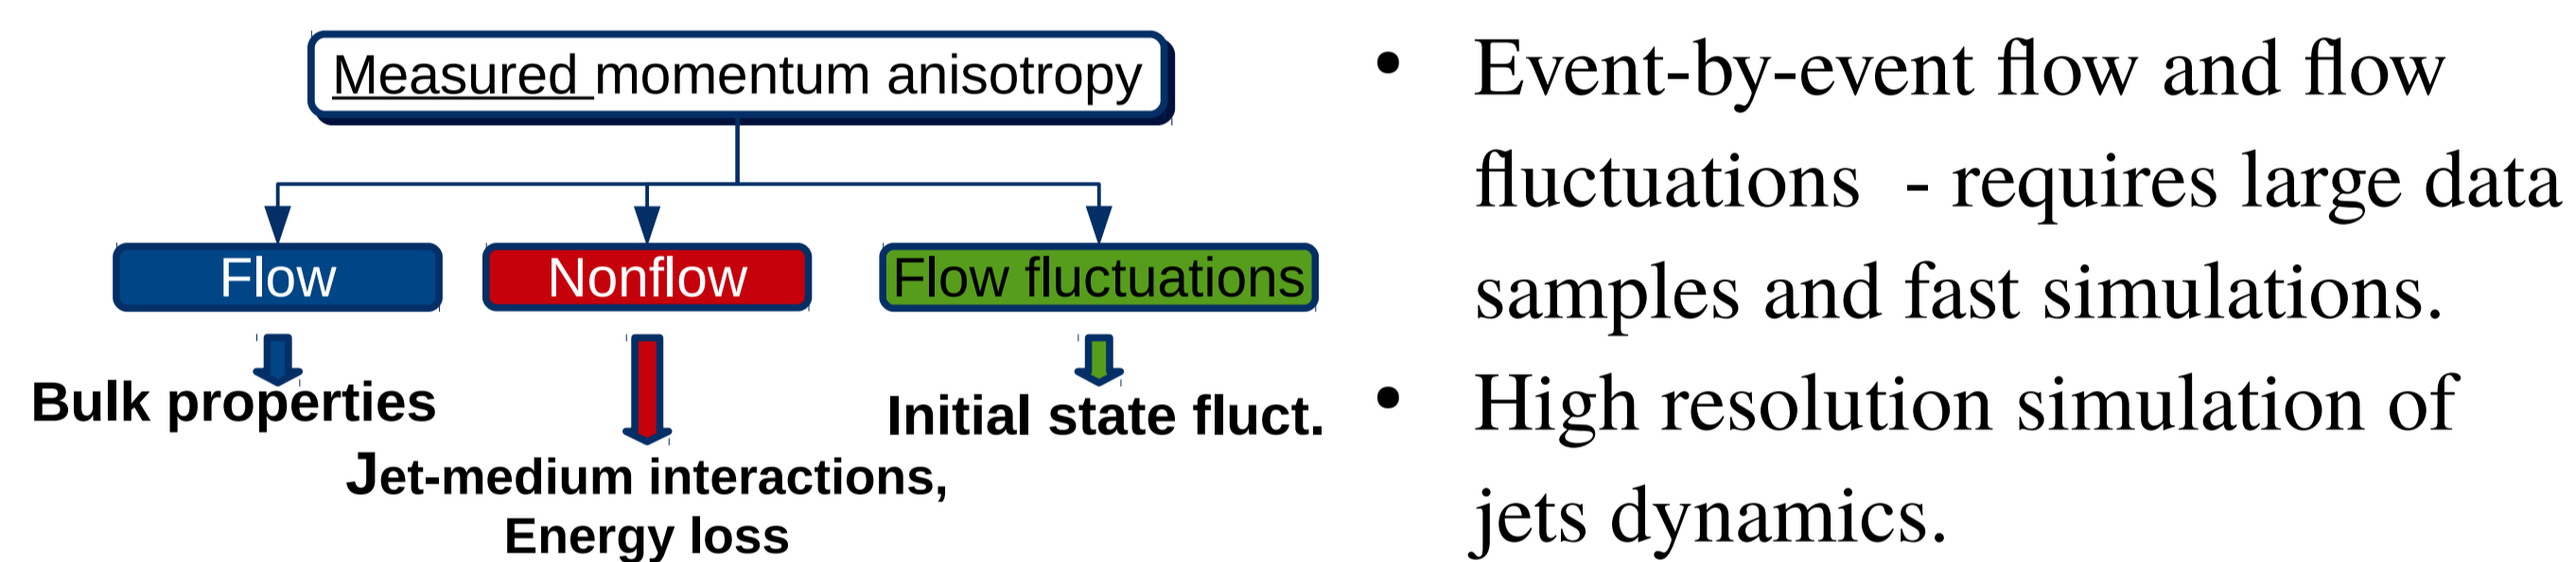 Measured momentum anisotropy
Flow
Nonflow
Flow fluctuations
Bulk properties
Jet-medium interactions,
Energy loss
Initial state fluct.
• Event-by-event flow and flow
fluctuations - requires large data
samples and fast simulations.
• High resolution simulation of
jets dynamics.